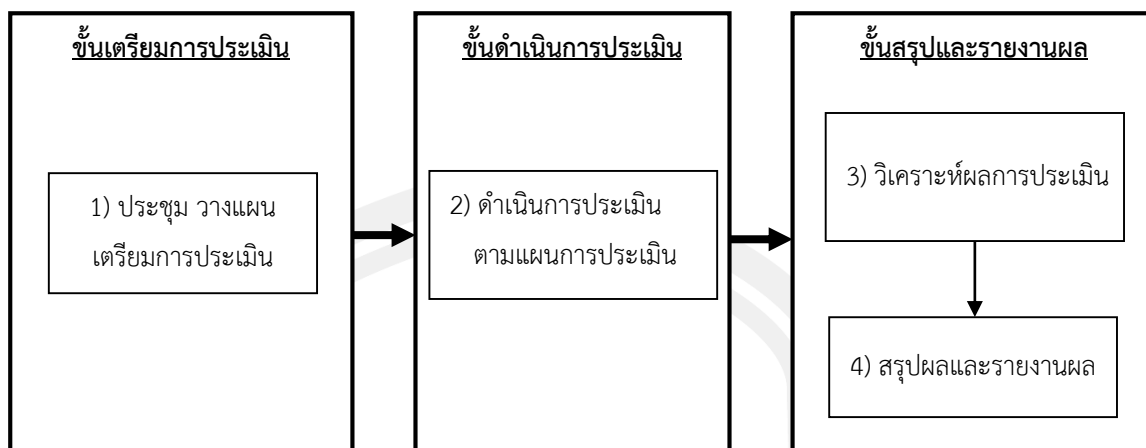 ขั้นเตรียมการประเมิน
1) ประชุม วางแผน
เตรียมการประเมิน
ขั้นดำเนินการประเมิน
2) ดำเนินการประเมิน
ตามแผนการประเมิน
ขั้นสรุปและรายงานผล
3) วิเคราะห์ผลการประเมิน
4) สรุปผลและรายงานผล